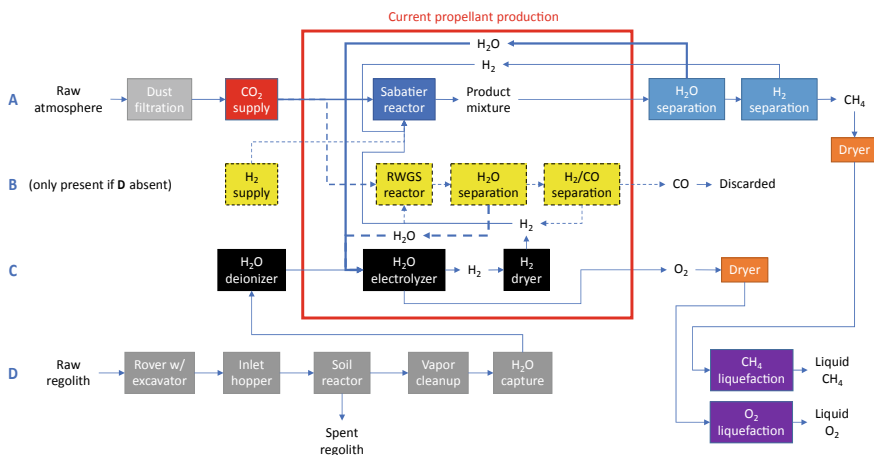 Current propellant production
H₂O
H₂
A
Raw
atmosphere
Dust
filtration
CO₂
supply
Sabatier
reactor
Product
mixture
H₂O
separation
H₂
separation
CH₄
Dryer
B
(only present if D absent)
H₂
supply
RWGS
reactor
H₂O
separation
H₂/CO
separation
CO
Discarded
H₂
H₂O
C
H₂O
deionizer
H₂O
electrolyzer
H₂
H₂
dryer
O₂
Dryer
D
Raw
regolith
Rover w/
excavator
Inlet
hopper
Soil
reactor
Vapor
cleanup
H₂O
capture
CH₄
liquefaction
Liquid
CH₄
O₂
liquefaction
Liquid
O₂
Spent
regolith